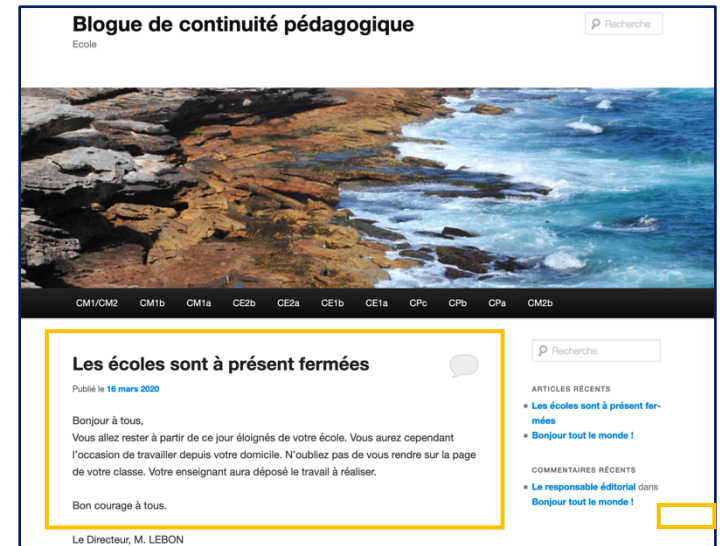 Blogue de continuité pédagogique
Ecole
Recherche
CM1/CM2 CM1b CM1a CE2b CE2a CE1b CE1a CPc CPb CPa CM2b
Les écoles sont à présent fermées
Publié le 16 mars 2020
Bonjour à tous,
Vous allez rester à partir de ce jour éloignés de votre école. Vous aurez cependant
l'occasion de travailler depuis votre domicile. N'oubliez pas de vous rendre sur la page
de votre classe. Votre enseignant aura déposé le travail à réaliser.
Bon courage à tous.
Le Directeur, M. LEBON
Recherche
ARTICLES RÉCENTS
Les écoles sont à présent fer-
mées
Bonjour tout le monde !
COMMENTAIRES RÉCENTS
Le responsable éditorial dans
Bonjour tout le monde !